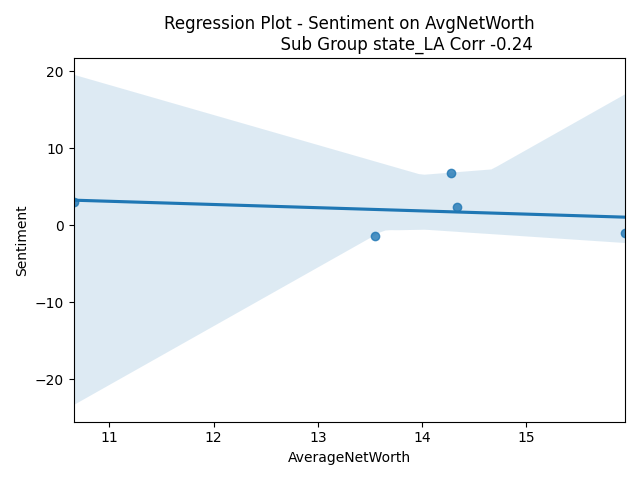 Regression Plot - Sentiment on AvgNetWorth
Sub Group state_LA Corr -0.24
20
10
0
−10
−20
Sentiment
11
12
13
14
15
AverageNetWorth